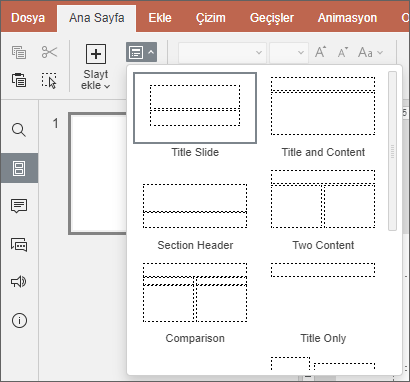 Dosya Ana Sayfa Ekle Çizim Geçişler Animasyon
Slayt
ekle
Aa
1
Title Slide
Title and Content
Section Header
Two Content
Comparison
Title Only